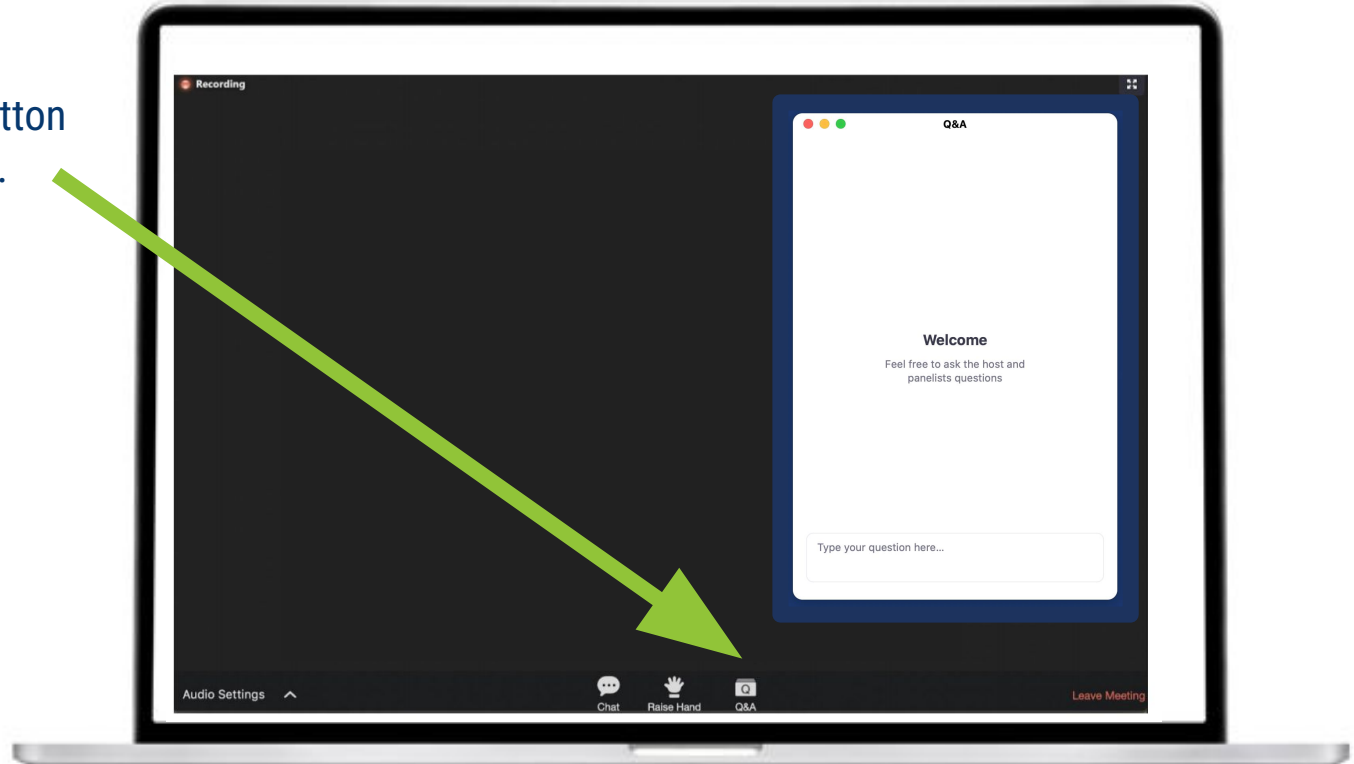 tton
.
Recording
Q&A
Welcome
Feel free to ask the host and
panelists questions
Type your question here...
Audio Settings
Chat
Raise Hand
Q
Q&A
Leave Meeting